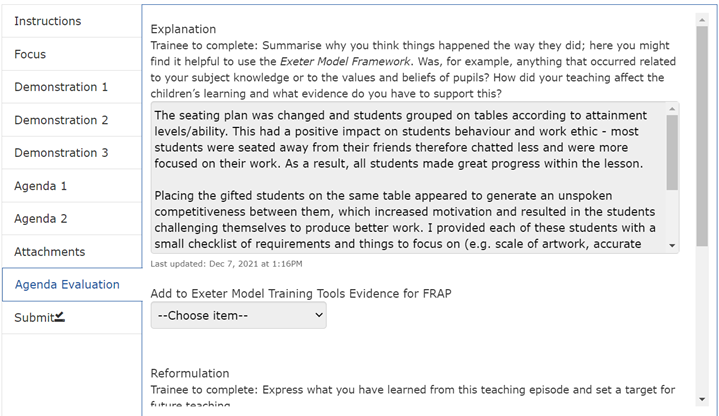 Instructions
Focus
Demonstration 1
Demonstration 2
Demonstration 3
Agenda 1
Agenda 2
Attachments
Agenda Evaluation
Submit
Explanation
Trainee to complete: Summarise why you think things happened the way they did; here you might
find it helpful to use the Exeter Model Framework. Was, for example, anything that occurred related
to your subject knowledge or to the values and beliefs of pupils? How did your teaching affect the
children's learning and what evidence do you have to support this?
The seating plan was changed and students grouped on tables according to attainment
levels/ability. This had a positive impact on students behaviour and work ethic - most
students were seated away from their friends therefore chatted less and were more
focused on their work. As a result, all students made great progress within the lesson.
Placing the gifted students on the same table appeared to generate an unspoken
competitiveness between them, which increased motivation and resulted in the students
challenging themselves to produce better work. I provided each of these students with a
small checklist of requirements and things to focus on (e.g. scale of artwork, accurate
Last updated: Dec 7, 2021 at 1:16PM
Add to Exeter Model Training Tools Evidence for FRAP
--Choose item--
Reformulation
Trainee to complete: Express what you have learned from this teaching episode and set a target for
future teaching